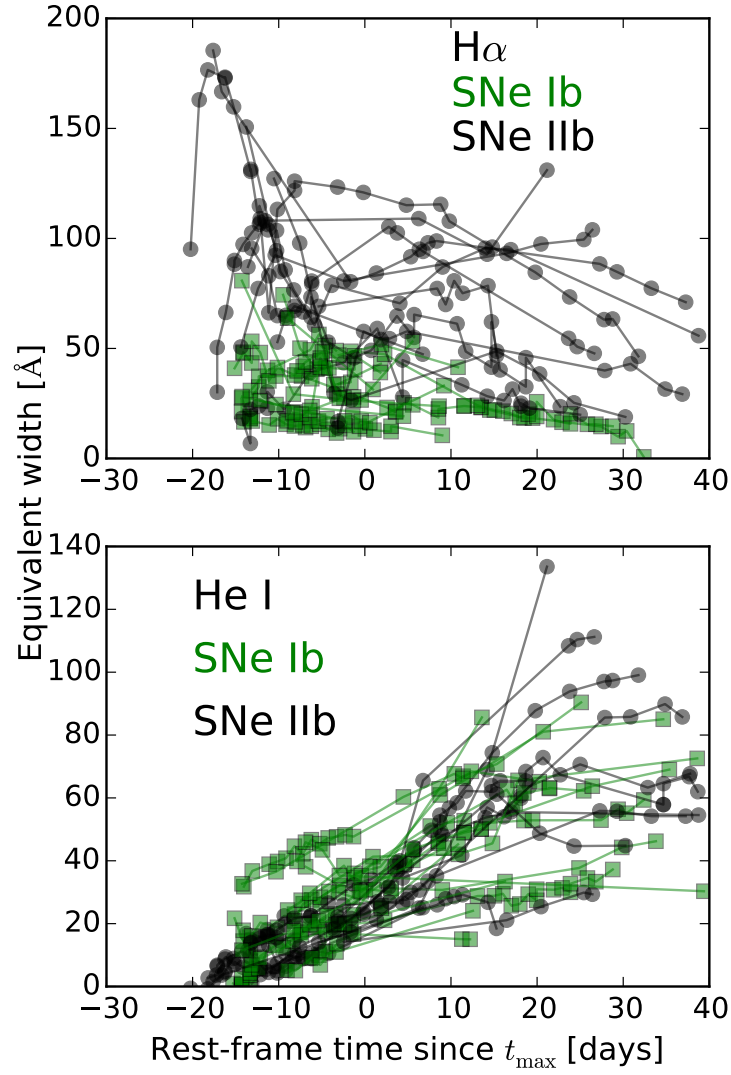 200
150
100
50
0
Hα
SNe Ib
SNe IIb
−30 −20 −10 0 10 20 30 40
Equivalent width [Å]
140
120
100
80
60
40
20
0
He I
SNe Ib
SNe IIb
−30 −20 −10 0 10 20 30 40
Rest-frame time since tmax [days]